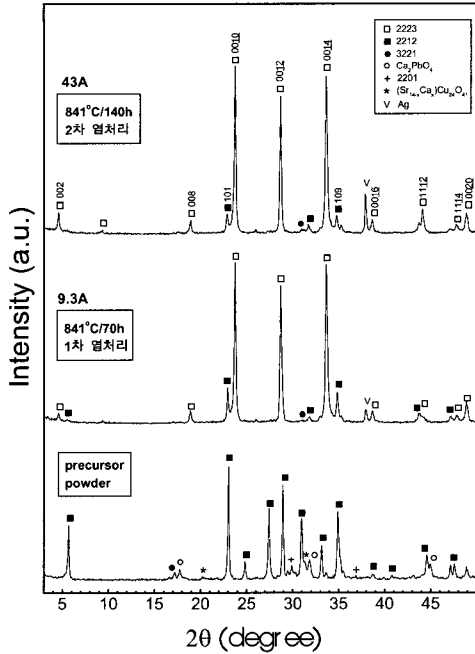 □ 2223
■ 2212
● 3221
○ Ca₂PbO₄
+ 2201
* (Sr₁₄₋ₓCaₓ)Cu₂₄O₄₁
V Ag
43A
841°C/140h
2차 열처리
002
008
101
0010
0012
0014
V
109
0016
1112
1114
0020
9.3A
841°C/70h
1차 열처리
V
precursor
powder
Intensity (a.u.)
5 10 15 20 25 30 35 40 45
2θ (degree)